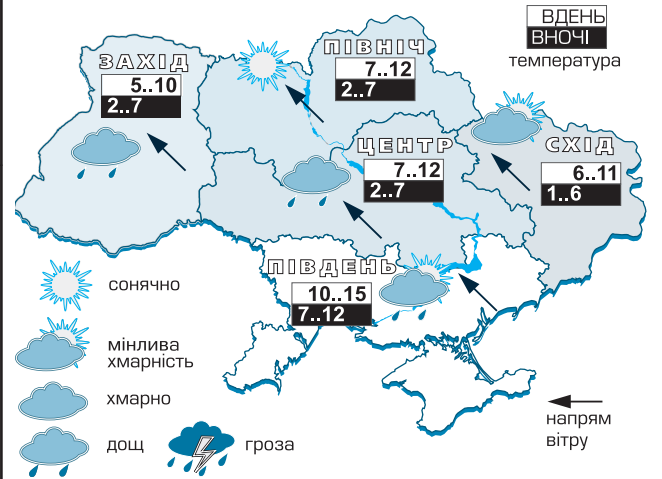 ВДЕНЬ
ВНОЧІ
температура
ПІВНІЧ
7..12
2..7
ЗАХІД
5..10
2..7
ЦЕНТР
7..12
2..7
СХІД
6..11
1..6
ПІВДЕНЬ
10..15
7..12
сонячно
мінлива
хмарність
хмарно
дощ
гроза
напрям
вітру